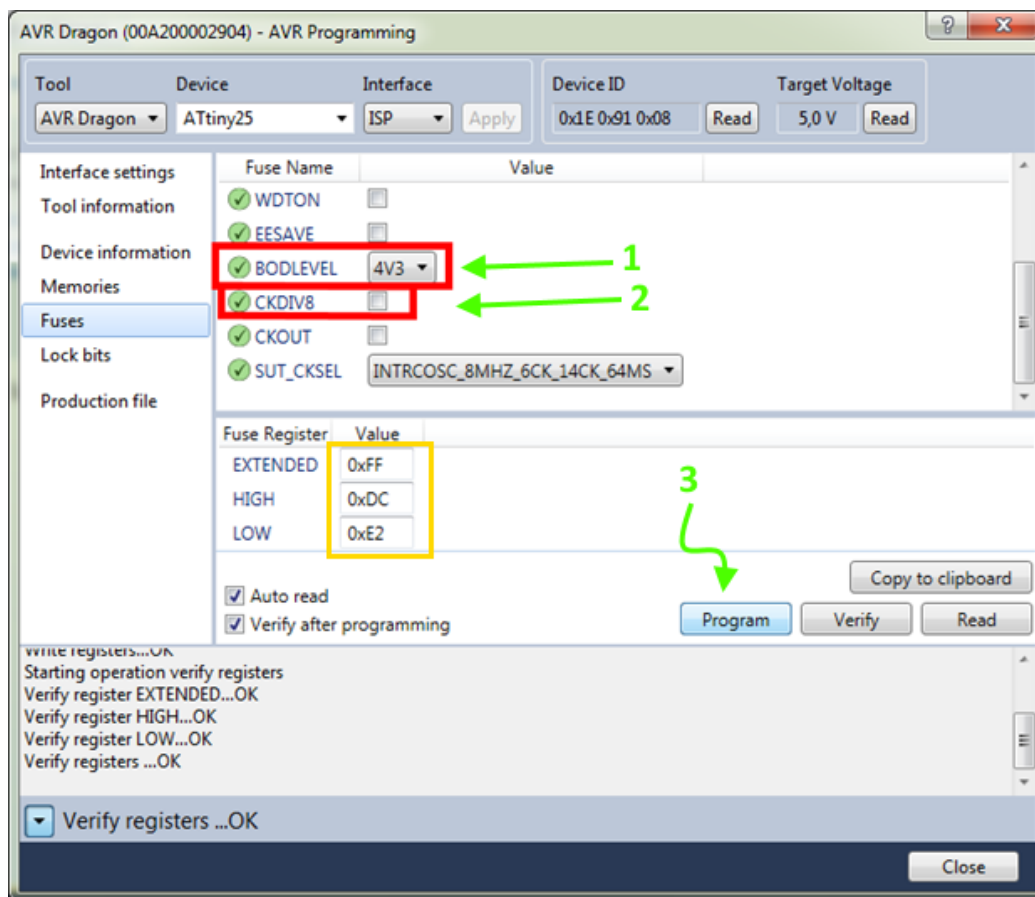 AVR Dragon (00A200002904) - AVR Programming
Tool Device Interface Device ID Target Voltage
AVR Dragon ATtiny25 ISP Apply 0x1E 0x91 0x08 Read 5,0 V Read
Interface settings
Tool information
Device information
Memories
Fuses
Lock bits
Production file
Fuse Name Value
WDTON
EESAVE
BODLEVEL 4V3 1
CKDIV8 2
CKOUT
SUT_CKSEL INTRCOSC_8MHZ_6CK_14CK_64MS
Fuse Register Value
EXTENDED 0xFF
HIGH 0xDC
LOW 0xE2
3
Copy to clipboard
Auto read
Verify after programming
Program Verify Read
Write registers...OK
Starting operation verify registers
Verify register EXTENDED...OK
Verify register HIGH...OK
Verify register LOW...OK
Verify registers ...OK
Verify registers ...OK
Close